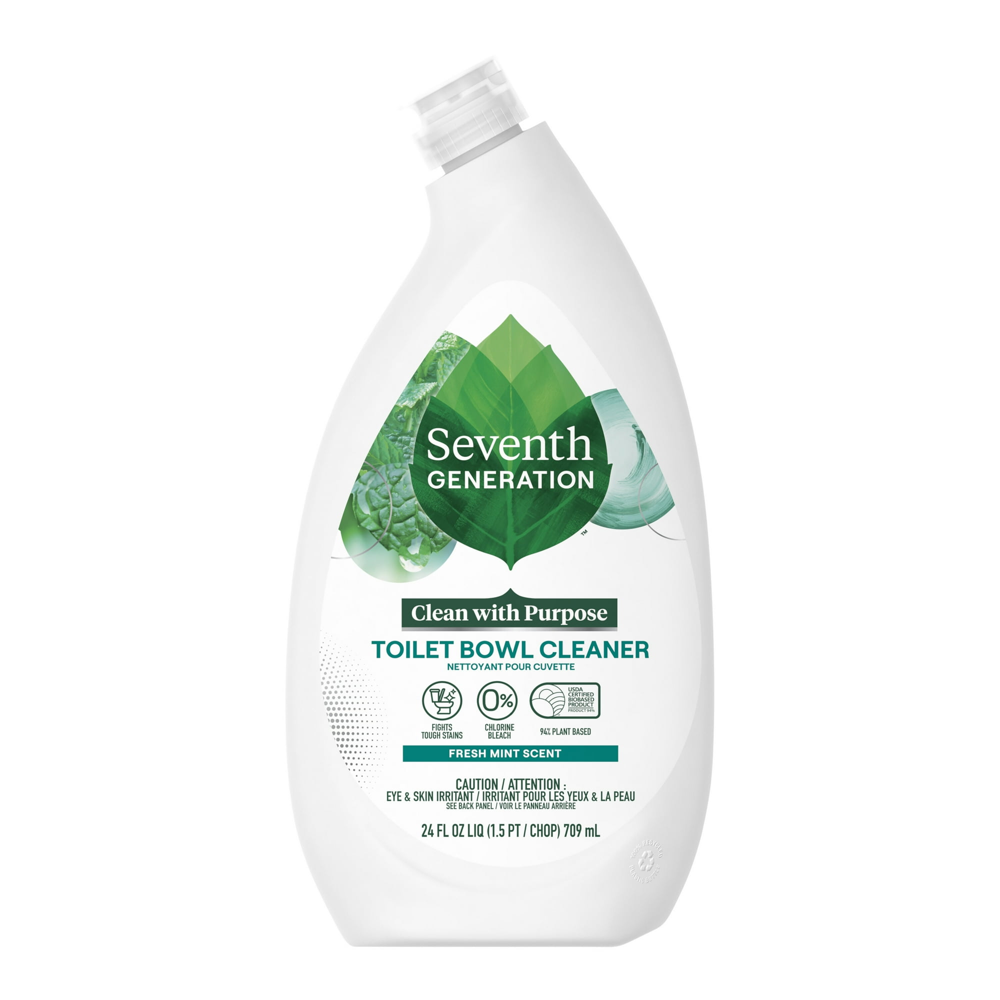 Seventh
GENERATION
™
Clean with Purpose
TOILET BOWL CLEANER
NETTOYANT POUR CUVETTE
0%
USDA
CERTIFIED
BIOBASED
PRODUCT
PRODUCT 94%
FIGHTS
TOUGH STAINS
CHLORINE
BLEACH
94% PLANT BASED
FRESH MINT SCENT
CAUTION / ATTENTION :
EYE & SKIN IRRITANT / IRRITANT POUR LES YEUX & LA PEAU
SEE BACK PANEL / VOIR LE PANNEAU ARRIÈRE
24 FL OZ LIQ (1.5 PT / CHOP) 709 mL
100% RECYCLED
PLASTIC BOTTLE